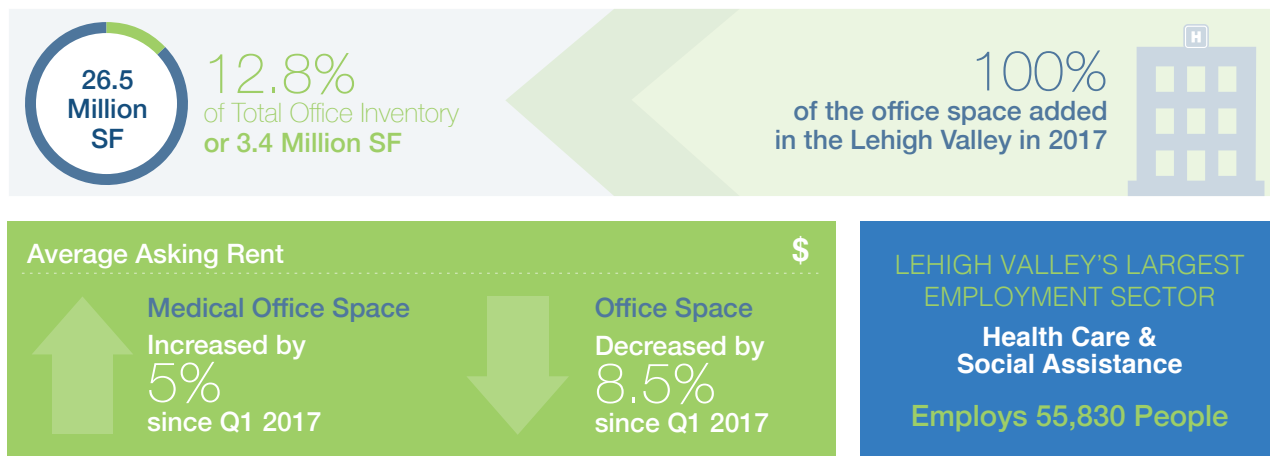 26.5
Million
SF
12.8%
of Total Office Inventory
or 3.4 Million SF
100%
of the office space added
in the Lehigh Valley in 2017
H
Average Asking Rent
$
Medical Office Space
Increased by
5%
since Q1 2017
Office Space
Decreased by
8.5%
since Q1 2017
LEHIGH VALLEY'S LARGEST
EMPLOYMENT SECTOR
Health Care &
Social Assistance
Employs 55,830 People